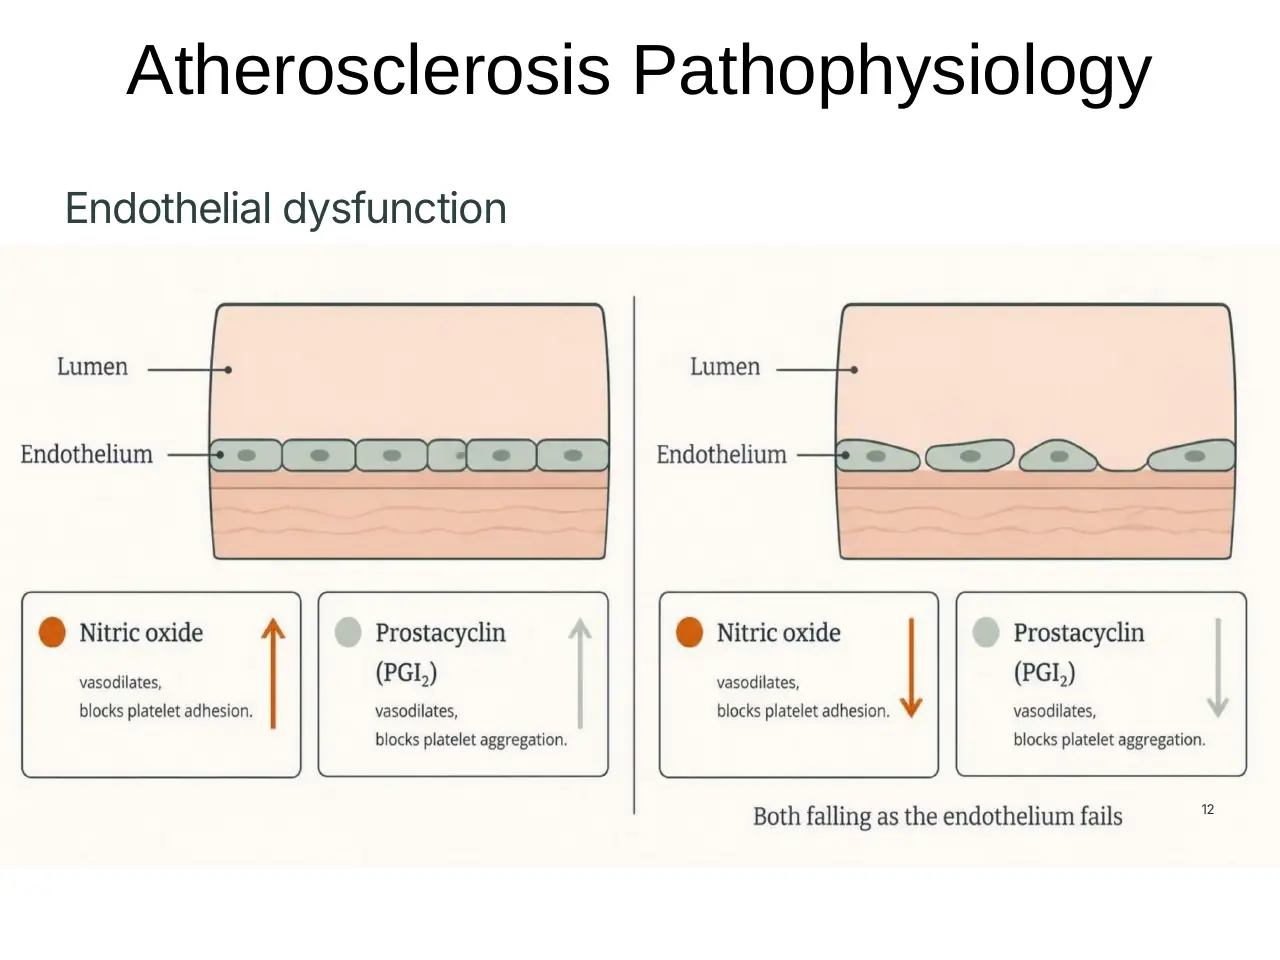 Atherosclerosis Pathophysiology
Endothelial dysfunction
Lumen
Endothelium
Nitric oxide
vasodilates,
blocks platelet adhesion.
Prostacyclin
(PGI₂)
vasodilates,
blocks platelet aggregation.
Lumen
Endothelium
Nitric oxide
vasodilates,
blocks platelet adhesion.
Prostacyclin
(PGI₂)
vasodilates,
blocks platelet aggregation.
Both falling as the endothelium fails
12